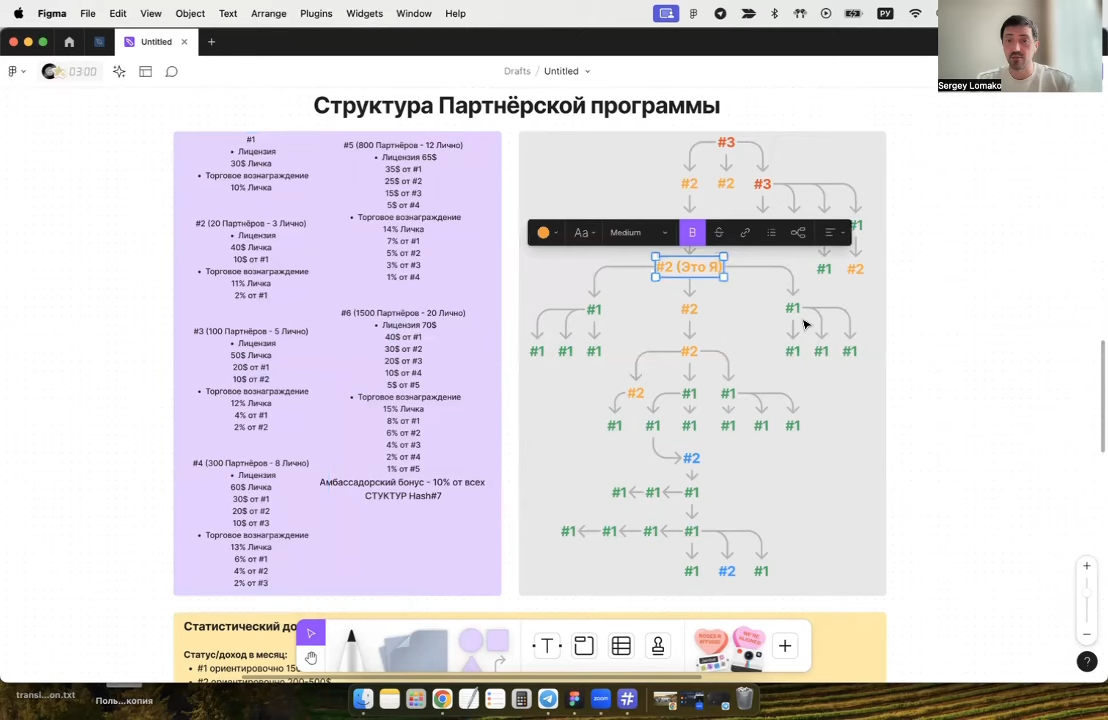 Figma File Edit View Object Text Arrange Plugins Widgets Window Help
РУ
Sergey Lomako
Untitled
03:00
Drafts / Untitled
Структура Партнёрской программы
#1
• Лицензия
30$ Личка
• Торговое вознаграждение
10% Личка
#2 (20 Партнёров - 3 Лично)
• Лицензия
40$ Личка
10$ от #1
• Торговое вознаграждение
11% Личка
2% от #1
#3 (100 Партнёров - 5 Лично)
• Лицензия
50$ Личка
20$ от #1
10$ от #2
• Торговое вознаграждение
12% Личка
4% от #1
2% от #2
#4 (300 Партнёров - 8 Лично)
• Лицензия
60$ Личка
30$ от #1
20$ от #2
10$ от #3
• Торговое вознаграждение
13% Личка
6% от #1
4% от #2
2% от #3
#5 (800 Партнёров - 12 Лично)
• Лицензия 65$
35$ от #1
25$ от #2
15$ от #3
5$ от #4
• Торговое вознаграждение
14% Личка
7% от #1
5% от #2
3% от #3
1% от #4
#6 (1500 Партнёров - 20 Лично)
• Лицензия 70$
40$ от #1
30$ от #2
20$ от #3
10$ от #4
5$ от #5
• Торговое вознаграждение
15% Личка
8% от #1
6% от #2
4% от #3
2% от #4
1% от #5
Амбассадорский бонус - 10% от всех
СТУКТУР Hash#7
#3
#2 #2 #3
#1
Aa Medium B S
#2 (Это Я) #1 #2
#1 #2 #1
#1 #1 #1 #2 #1 #1 #1
#2 #1 #1
#1 #1 #1 #1 #1 #1
#2
#1 #1 #1
#1 #1 #1 #1
#1 #2 #1
Статистический до
Статус/доход в месяц:
• #1 ориентировочно 150
T
transl...on.txt
Поль...копия
zoom